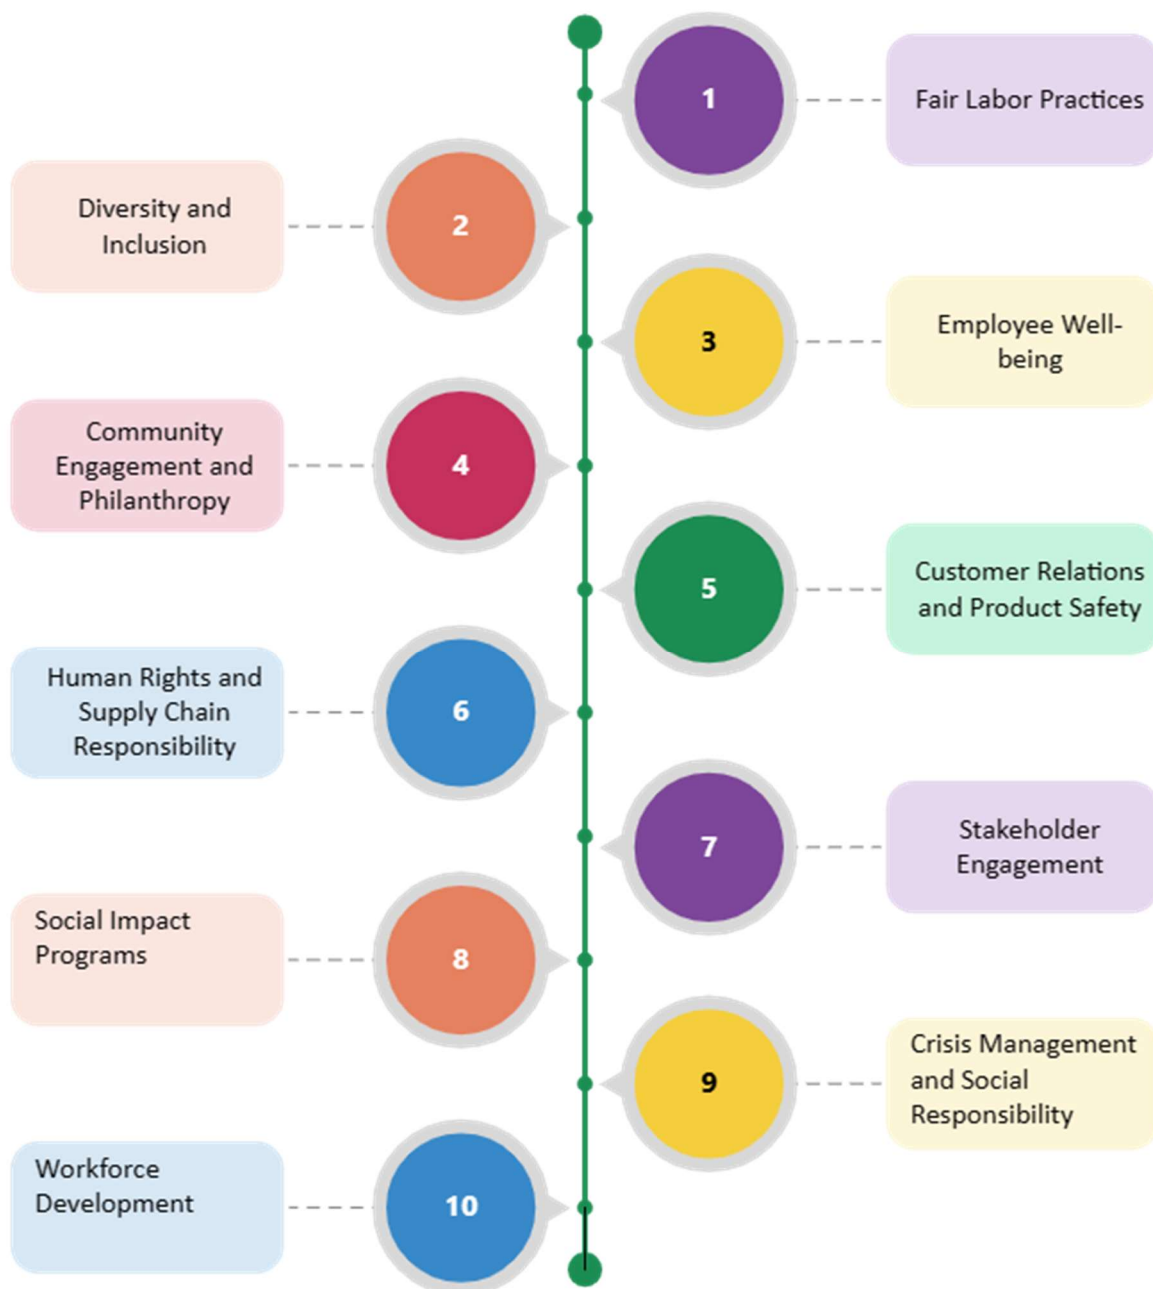 1
Fair Labor Practices
2
Diversity and
Inclusion
3
Employee Well-
being
4
Community
Engagement and
Philanthropy
5
Customer Relations
and Product Safety
6
Human Rights and
Supply Chain
Responsibility
7
Stakeholder
Engagement
8
Social Impact
Programs
9
Crisis Management
and Social
Responsibility
10
Workforce
Development